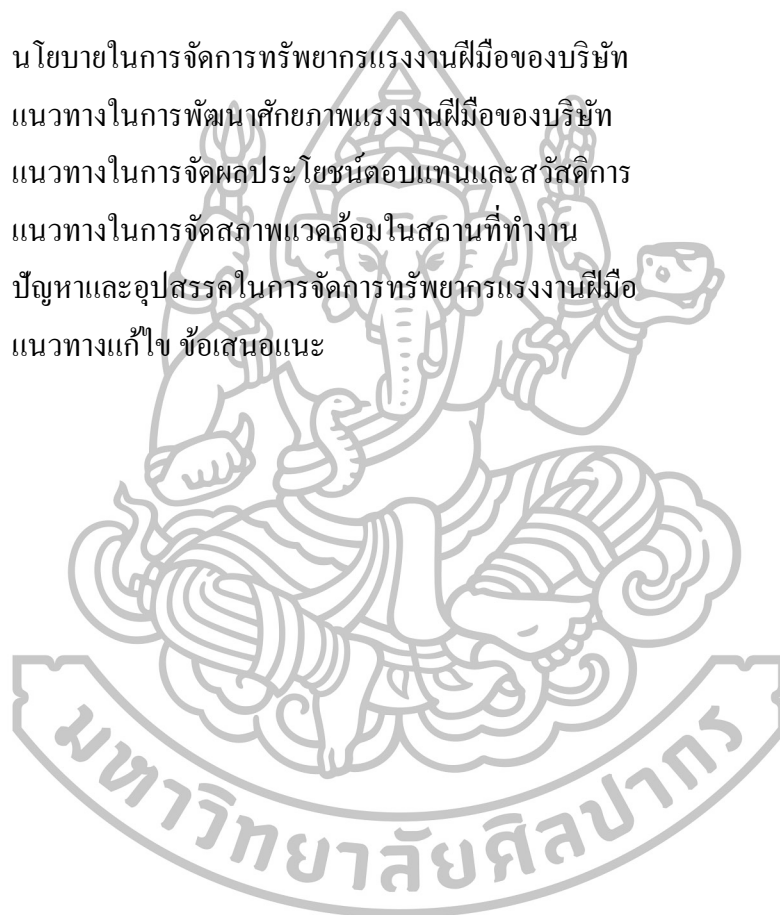 นโยบายในการจัดการทรัพยากรแรงงานฝีมือของบริษัท
แนวทางในการพัฒนาศักยภาพแรงงานฝีมือของบริษัท
แนวทางในการจัดผลประโยชน์ตอบแทนและสวัสดิการ
แนวทางในการจัดสภาพแวดล้อมในสถานที่ทำงาน
ปัญหาและอุปสรรคในการจัดการทรัพยากรแรงงานฝีมือ
แนวทางแก้ไข ข้อเสนอแนะ
มหาวิทยาลัยศิลปากร